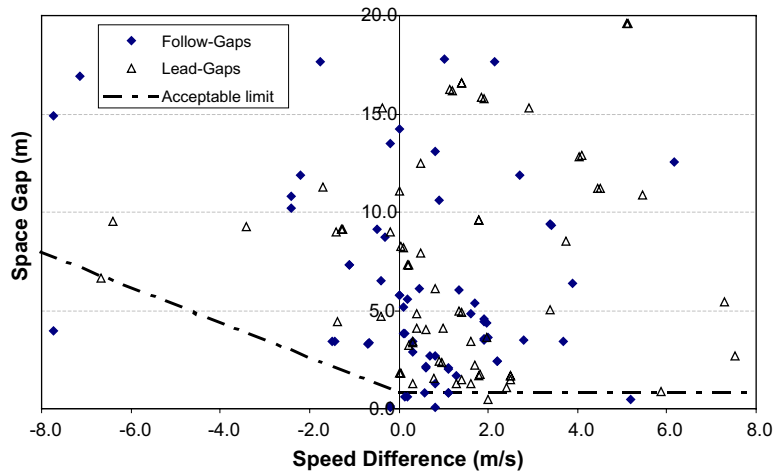 20.0
Follow-Gaps
Lead-Gaps
Acceptable limit
15.0
10.0
5.0
0.0
Space Gap (m)
-8.0 -6.0 -4.0 -2.0 0.0 2.0 4.0 6.0 8.0
Speed Difference (m/s)